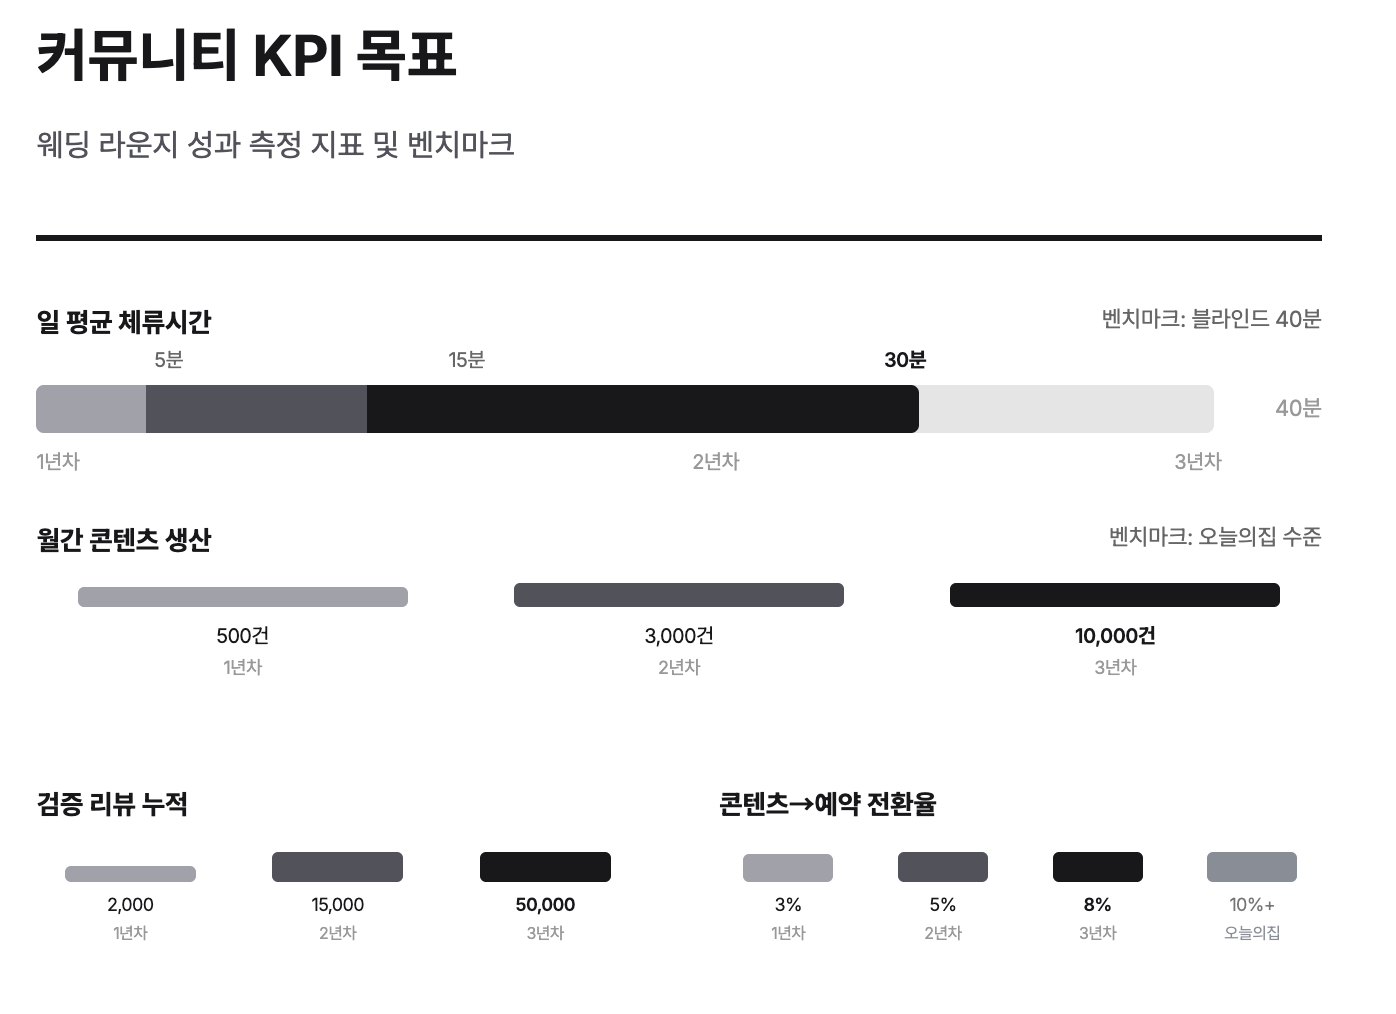 커뮤니티 KPI 목표
웨딩 라운지 성과 측정 지표 및 벤치마크
일 평균 체류시간
벤치마크: 블라인드 40분
5분
15분
30분
40분
1년차
2년차
3년차
월간 콘텐츠 생산
벤치마크: 오늘의집 수준
500건
3,000건
10,000건
1년차
2년차
3년차
검증 리뷰 누적
2,000
15,000
50,000
1년차
2년차
3년차
콘텐츠→예약 전환율
3%
5%
8%
10%+
1년차
2년차
3년차
오늘의집